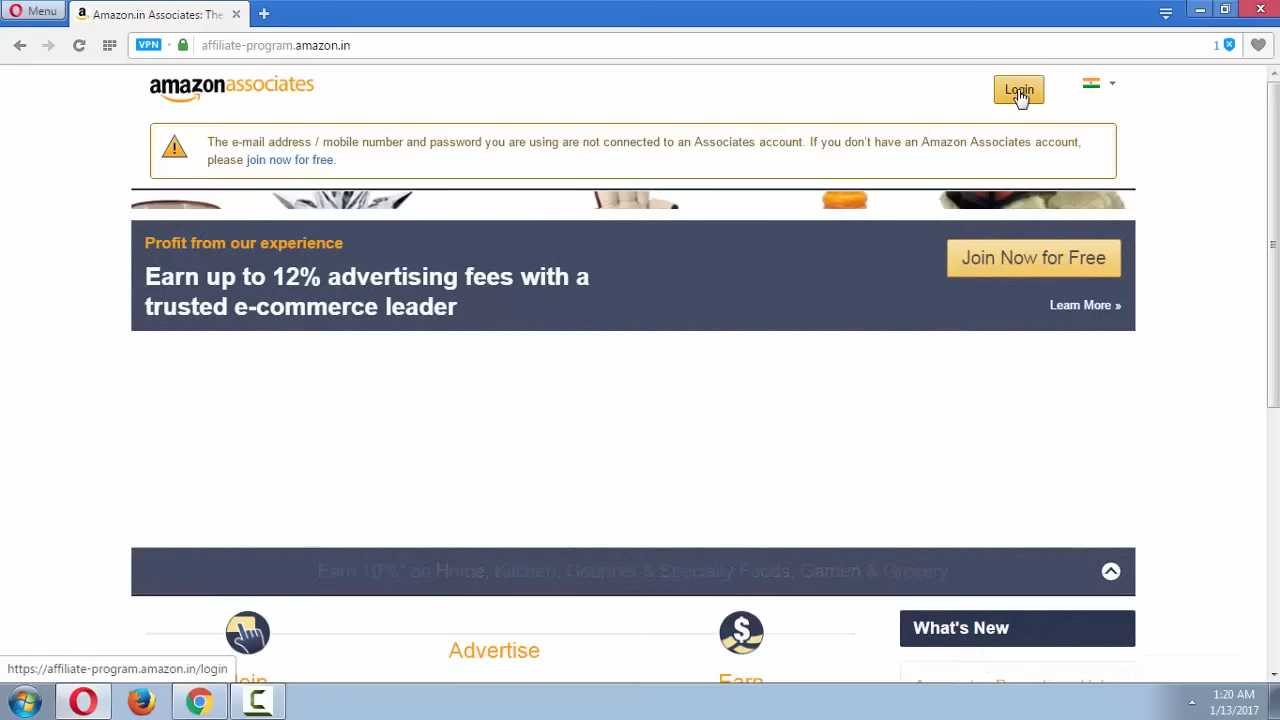 Menu
Amazon.in Associates: The
VPN
affiliate-program.amazon.in
1
amazonassociates
Login
The e-mail address / mobile number and password you are using are not connected to an Associates account. If you don't have an Amazon Associates account,
please join now for free.
Profit from our experience
Earn up to 12% advertising fees with a
trusted e-commerce leader
Join Now for Free
Learn More »
Earn 10%* on Home, Kitchen, Gourmet & Specialty Foods, Garden & Grocery
What's New
Advertise
https://affiliate-program.amazon.in/login
Join
Earn
1:20 AM
1/13/2017